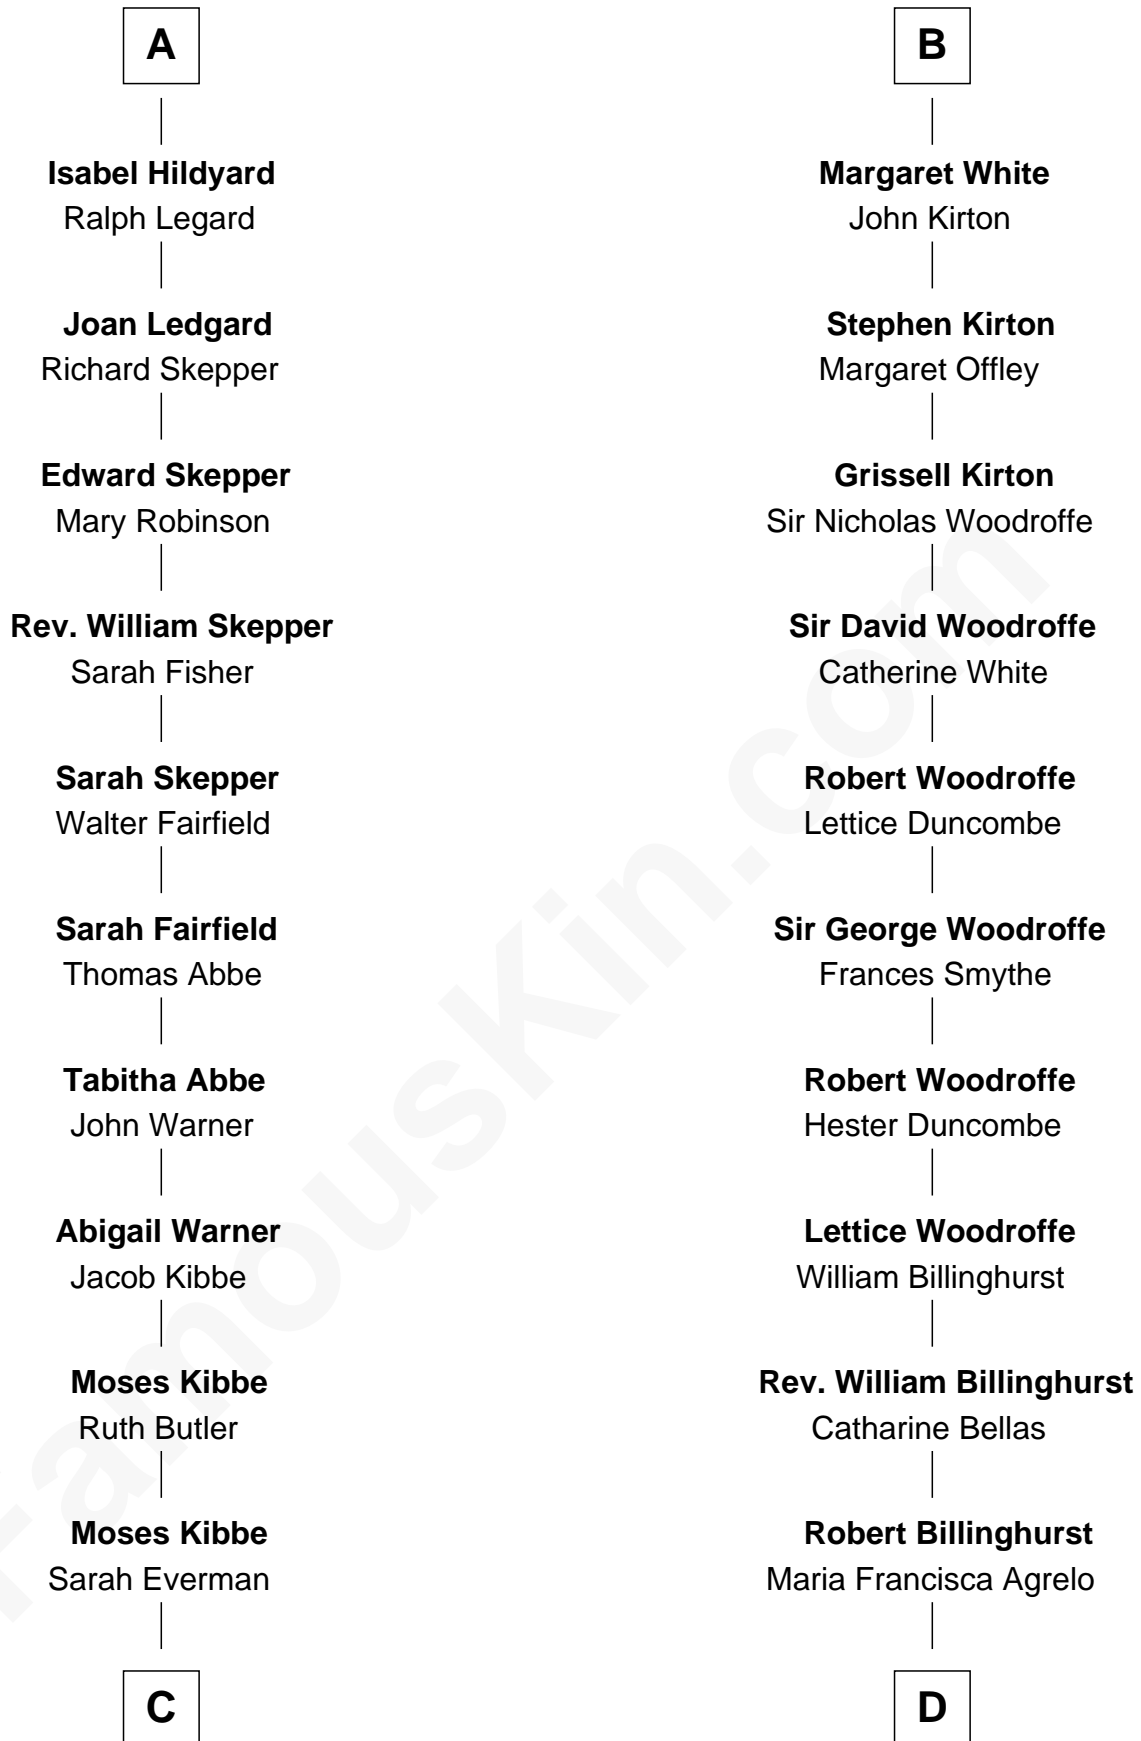 A
Isabel Hildyard
Ralph Legard
Joan Ledgard
Richard Skepper
Edward Skepper
Mary Robinson
Rev. William Skepper
Sarah Fisher
Sarah Skepper
Walter Fairfield
Sarah Fairfield
Thomas Abbe
Tabitha Abbe
John Warner
Abigail Warner
Jacob Kibbe
Moses Kibbe
Ruth Butler
Moses Kibbe
Sarah Everman
C
B
Margaret White
John Kirton
Stephen Kirton
Margaret Offley
Grissell Kirton
Sir Nicholas Woodroffe
Sir David Woodroffe
Catherine White
Robert Woodroffe
Lettice Duncombe
Sir George Woodroffe
Frances Smythe
Robert Woodroffe
Hester Duncombe
Lettice Woodroffe
William Billinghurst
Rev. William Billinghurst
Catharine Bellas
Robert Billinghurst
Maria Francisca Agrelo
D
FamousKin.com